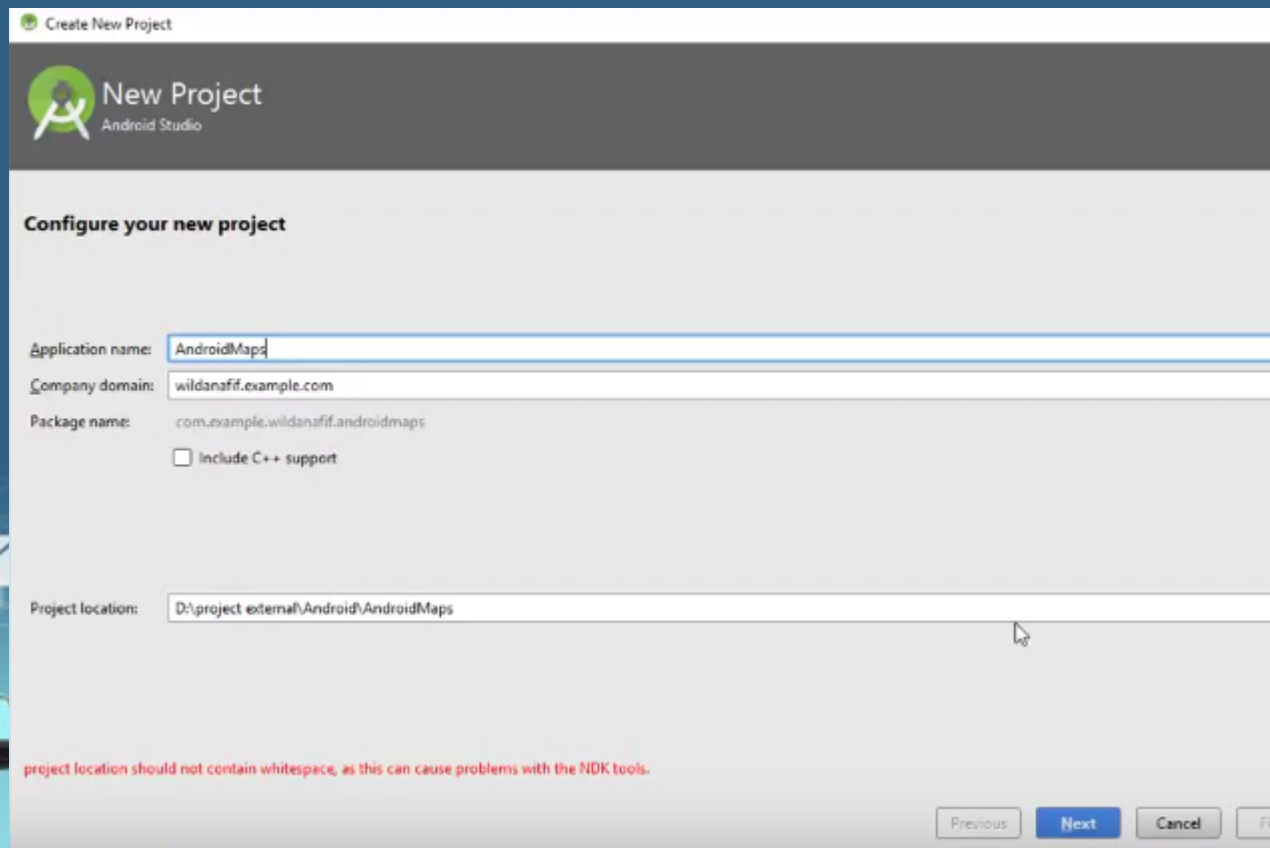 Create New Project
New Project
Android Studio
Configure your new project
Application name: AndroidMaps
Company domain: wildanafif.example.com
Package name: com.example.wildanafif.androidmaps
Include C++ support
Project location: D:\project external\Android\AndroidMaps
project location should not contain whitespace, as this can cause problems with the NDK tools.
Previous Next Cancel